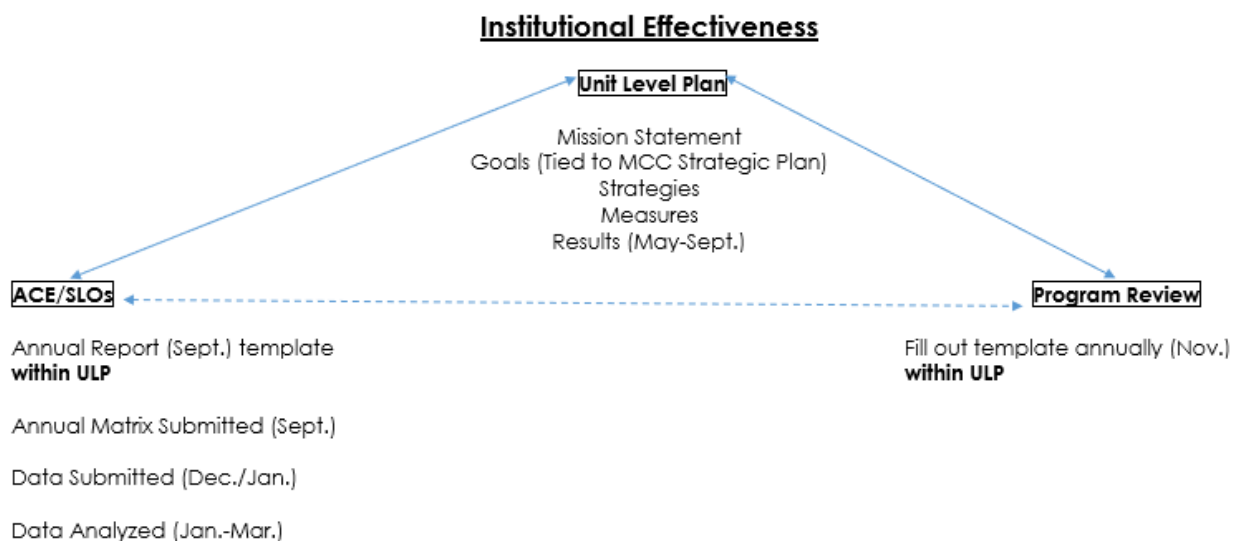 Institutional Effectiveness
Unit Level Plan
Mission Statement
Goals (Tied to MCC Strategic Plan)
Strategies
Measures
Results (May-Sept.)
ACE/SLOs
Program Review
Annual Report (Sept.) template
within ULP
Fill out template annually (Nov.)
within ULP
Annual Matrix Submitted (Sept.)
Data Submitted (Dec./Jan.)
Data Analyzed (Jan.-Mar.)